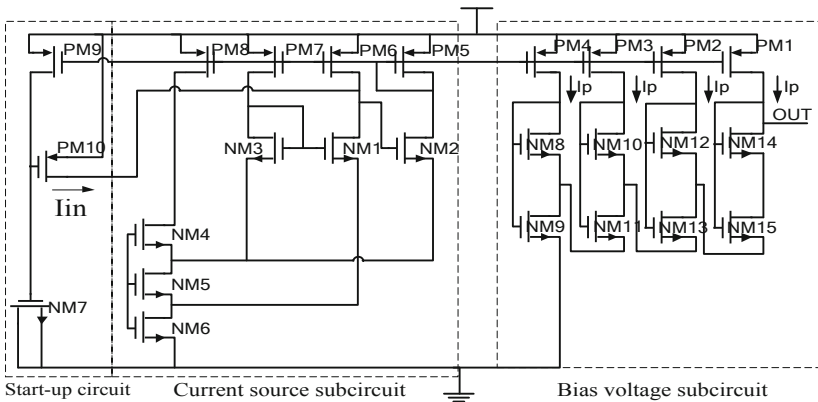 PM9 PM8 PM7 PM6 PM5 PM4 PM3 PM2 PM1
Ip Ip Ip Ip
OUT
PM10
NM3 NM1 NM2 NM8 NM10 NM12 NM14
Iin
NM4
NM9 NM11 NM13 NM15
NM5
NM7
NM6
Start-up circuit Current source subcircuit Bias voltage subcircuit